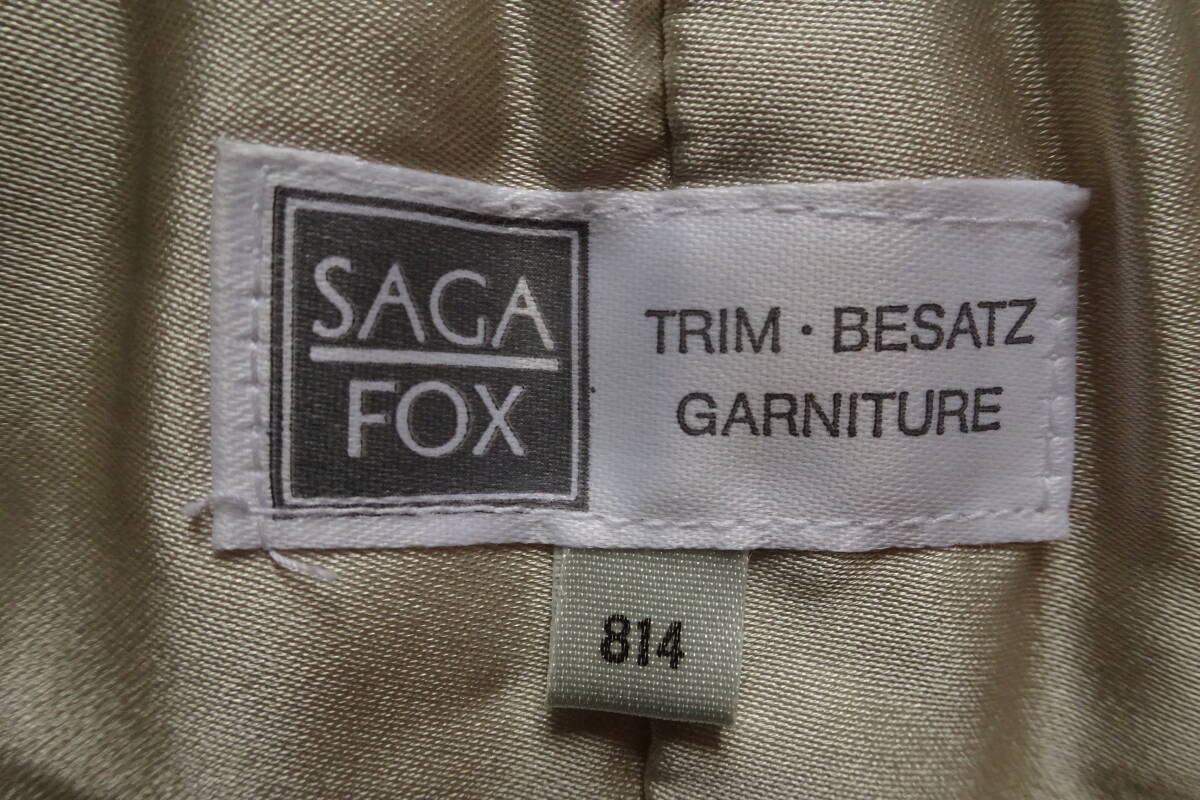 SAGA
FOX
TRIM · BESATZ
GARNITURE
814